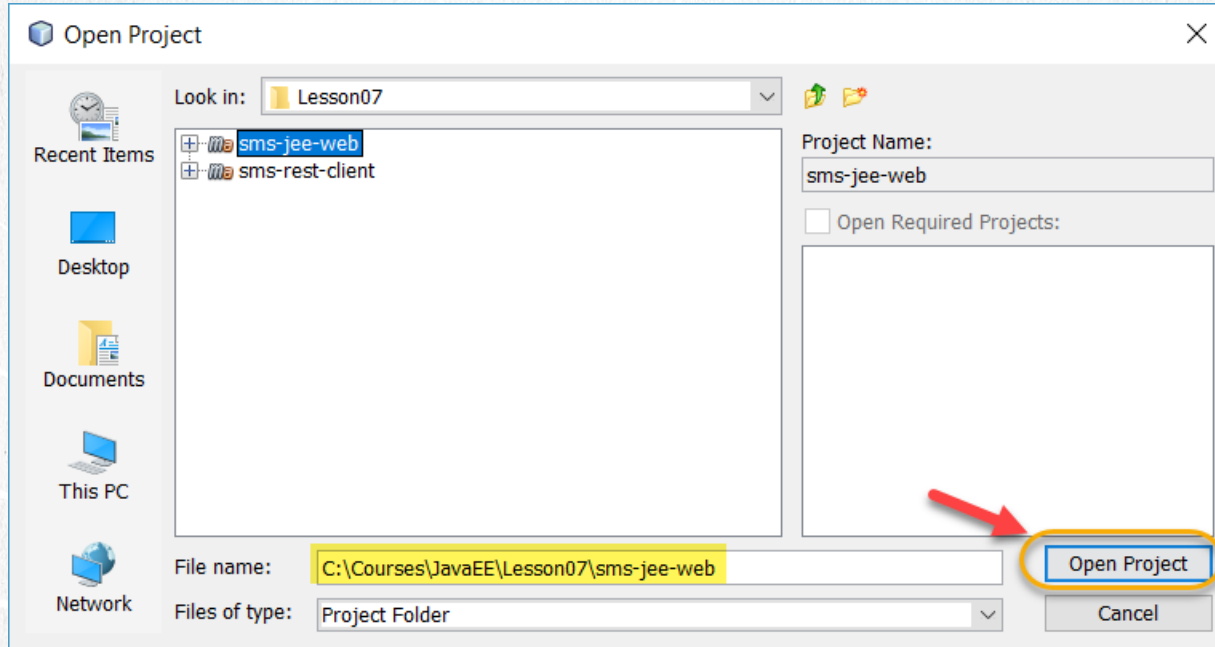 Open Project
Look in:
Lesson07
Recent Items
Desktop
Documents
This PC
Network
sms-jee-web
sms-rest-client
Project Name:
sms-jee-web
Open Required Projects:
File name:
C:\Courses\JavaEE\Lesson07\sms-jee-web
Open Project
Files of type:
Project Folder
Cancel